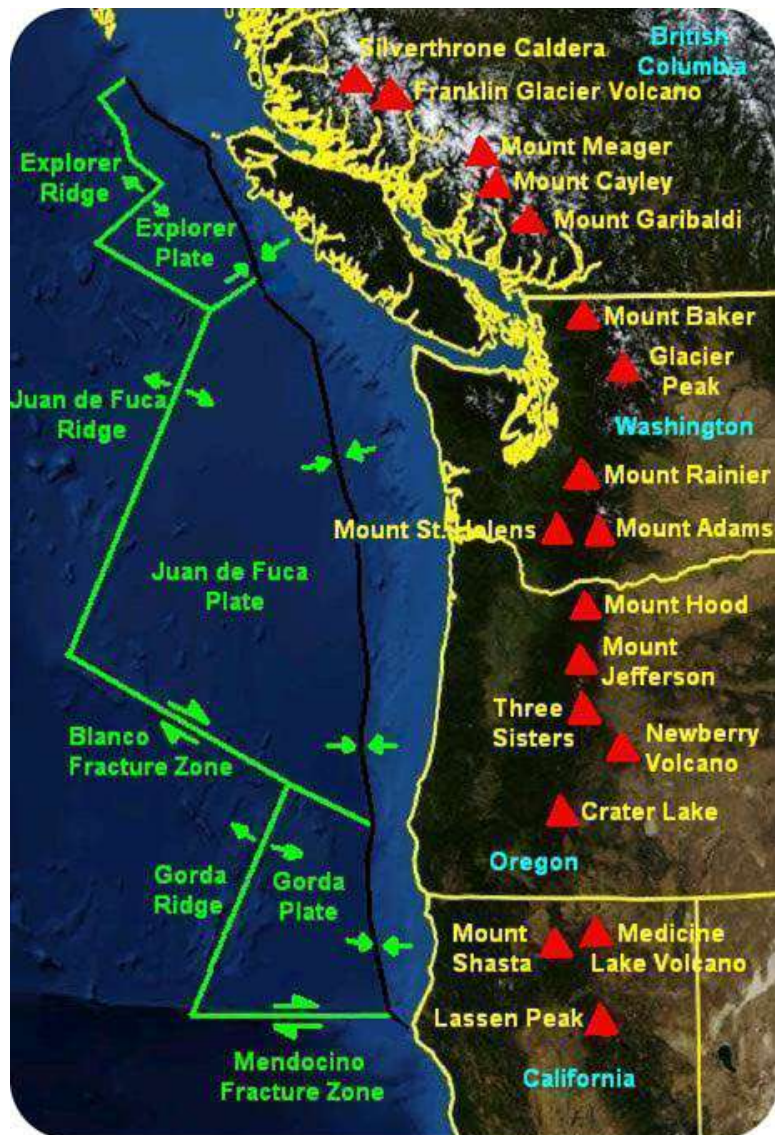 Silverthrone Caldera
British
Columbia
Franklin Glacier Volcano
Mount Meager
Explorer
Ridge
Mount Cayley
Explorer
Plate
Mount Garibaldi
Mount Baker
Glacier
Peak
Juan de Fuca
Ridge
Washington
Mount Rainier
Mount St. Helens
Mount Adams
Juan de Fuca
Plate
Mount Hood
Mount
Jefferson
Three
Sisters
Blanco
Fracture Zone
Newberry
Volcano
Crater Lake
Oregon
Gorda
Ridge
Gorda
Plate
Mount
Shasta
Medicine
Lake Volcano
Lassen Peak
Mendocino
Fracture Zone
California